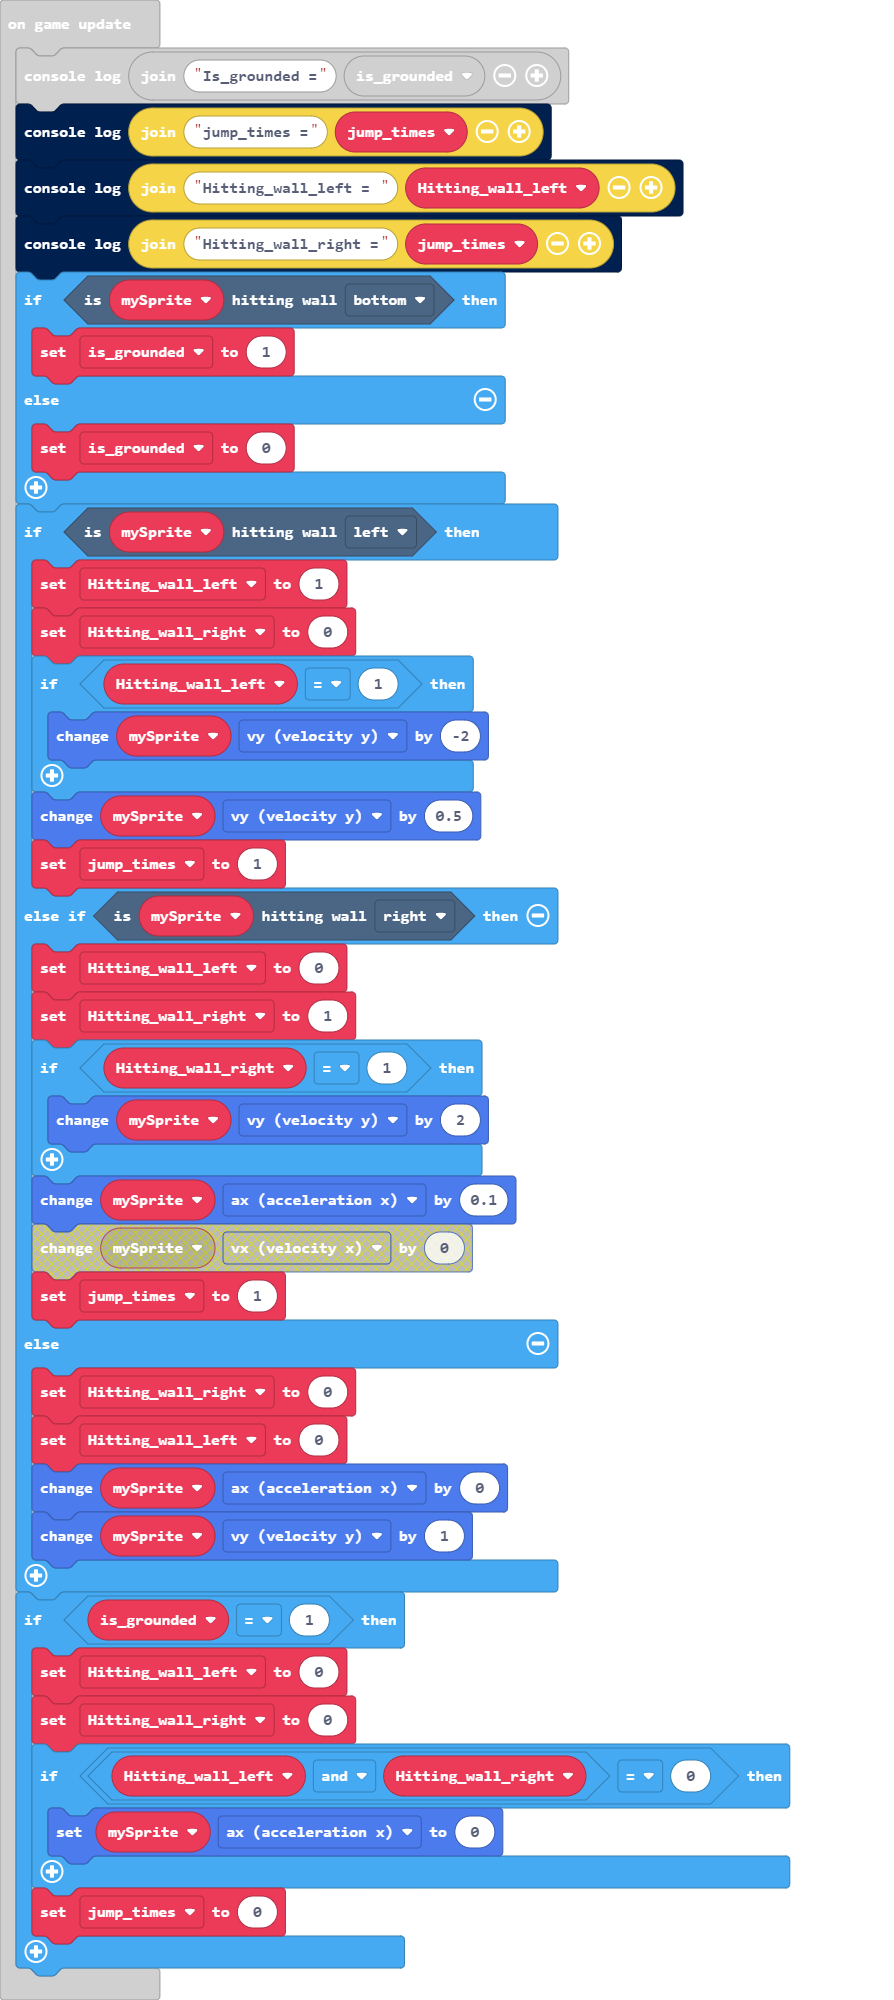 on game update
console log join "Is_grounded =" is_grounded
console log join "jump_times =" jump_times
console log join "Hitting_wall_left = " Hitting_wall_left
console log join "Hitting_wall_right =" jump_times
if is mySprite hitting wall bottom then
set is_grounded to 1
else
set is_grounded to 0
if is mySprite hitting wall left then
set Hitting_wall_left to 1
set Hitting_wall_right to 0
if Hitting_wall_left = 1 then
change mySprite vy (velocity y) by -2
change mySprite vy (velocity y) by 0.5
set jump_times to 1
else if is mySprite hitting wall right then
set Hitting_wall_left to 0
set Hitting_wall_right to 1
if Hitting_wall_right = 1 then
change mySprite vy (velocity y) by 2
change mySprite ax (acceleration x) by 0.1
change mySprite vx (velocity x) by 0
set jump_times to 1
else
set Hitting_wall_right to 0
set Hitting_wall_left to 0
change mySprite ax (acceleration x) by 0
change mySprite vy (velocity y) by 1
if is_grounded = 1 then
set Hitting_wall_left to 0
set Hitting_wall_right to 0
if Hitting_wall_left and Hitting_wall_right = 0 then
set mySprite ax (acceleration x) to 0
set jump_times to 0